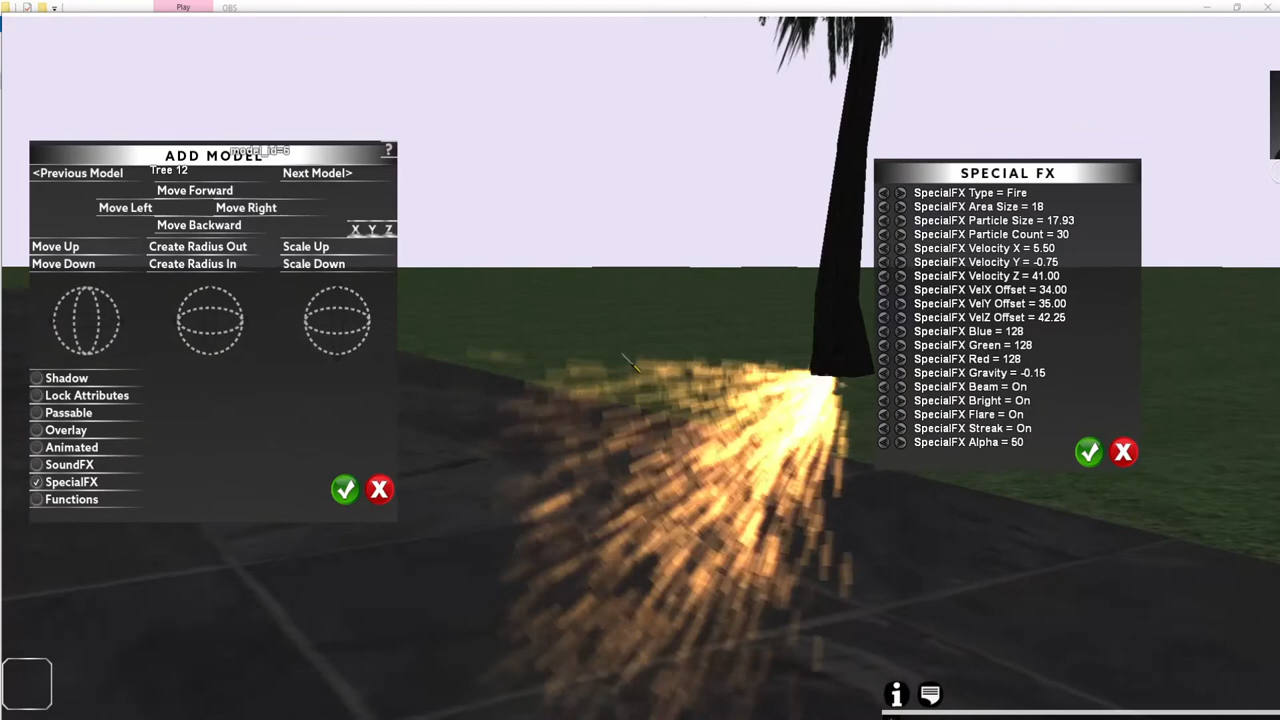 Play
OBS
ADD MODEL
model_id=6
?
<Previous Model
Tree 12
Next Model>
Move Forward
Move Left
Move Right
Move Backward
X Y Z
Move Up
Create Radius Out
Scale Up
Move Down
Create Radius In
Scale Down
Shadow
Lock Attributes
Passable
Overlay
Animated
SoundFX
SpecialFX
Functions
SPECIAL FX
SpecialFX Type = Fire
SpecialFX Area Size = 18
SpecialFX Particle Size = 17.93
SpecialFX Particle Count = 30
SpecialFX Velocity X = 5.50
SpecialFX Velocity Y = -0.75
SpecialFX Velocity Z = 41.00
SpecialFX VelX Offset = 34.00
SpecialFX VelY Offset = 35.00
SpecialFX VelZ Offset = 42.25
SpecialFX Blue = 128
SpecialFX Green = 128
SpecialFX Red = 128
SpecialFX Gravity = -0.15
SpecialFX Beam = On
SpecialFX Bright = On
SpecialFX Flare = On
SpecialFX Streak = On
SpecialFX Alpha = 50